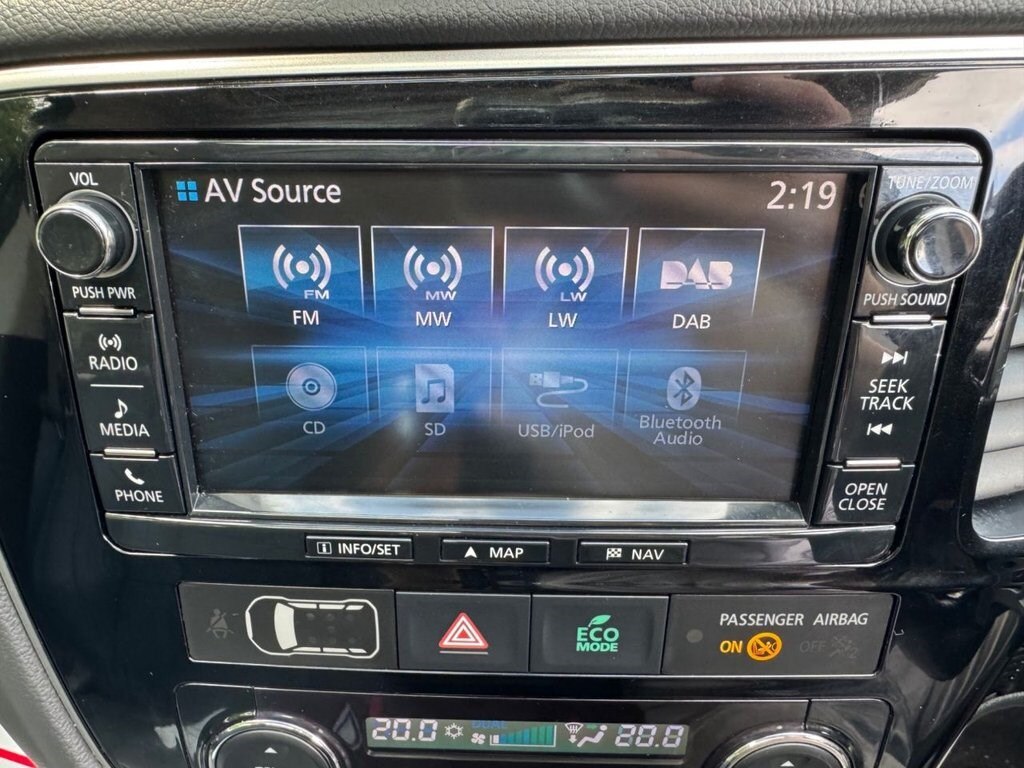 AV Source 2:19
VOL
TUNE/ZOOM
PUSH PWR
PUSH SOUND
FM
MW
LW
DAB
FM
MW
LW
DAB
RADIO
MEDIA
PHONE
CD
SD
USB/iPod
Bluetooth
Audio
SEEK
TRACK
OPEN
CLOSE
INFO/SET
MAP
NAV
ECO
MODE
PASSENGER AIRBAG
ON
OFF
20.0